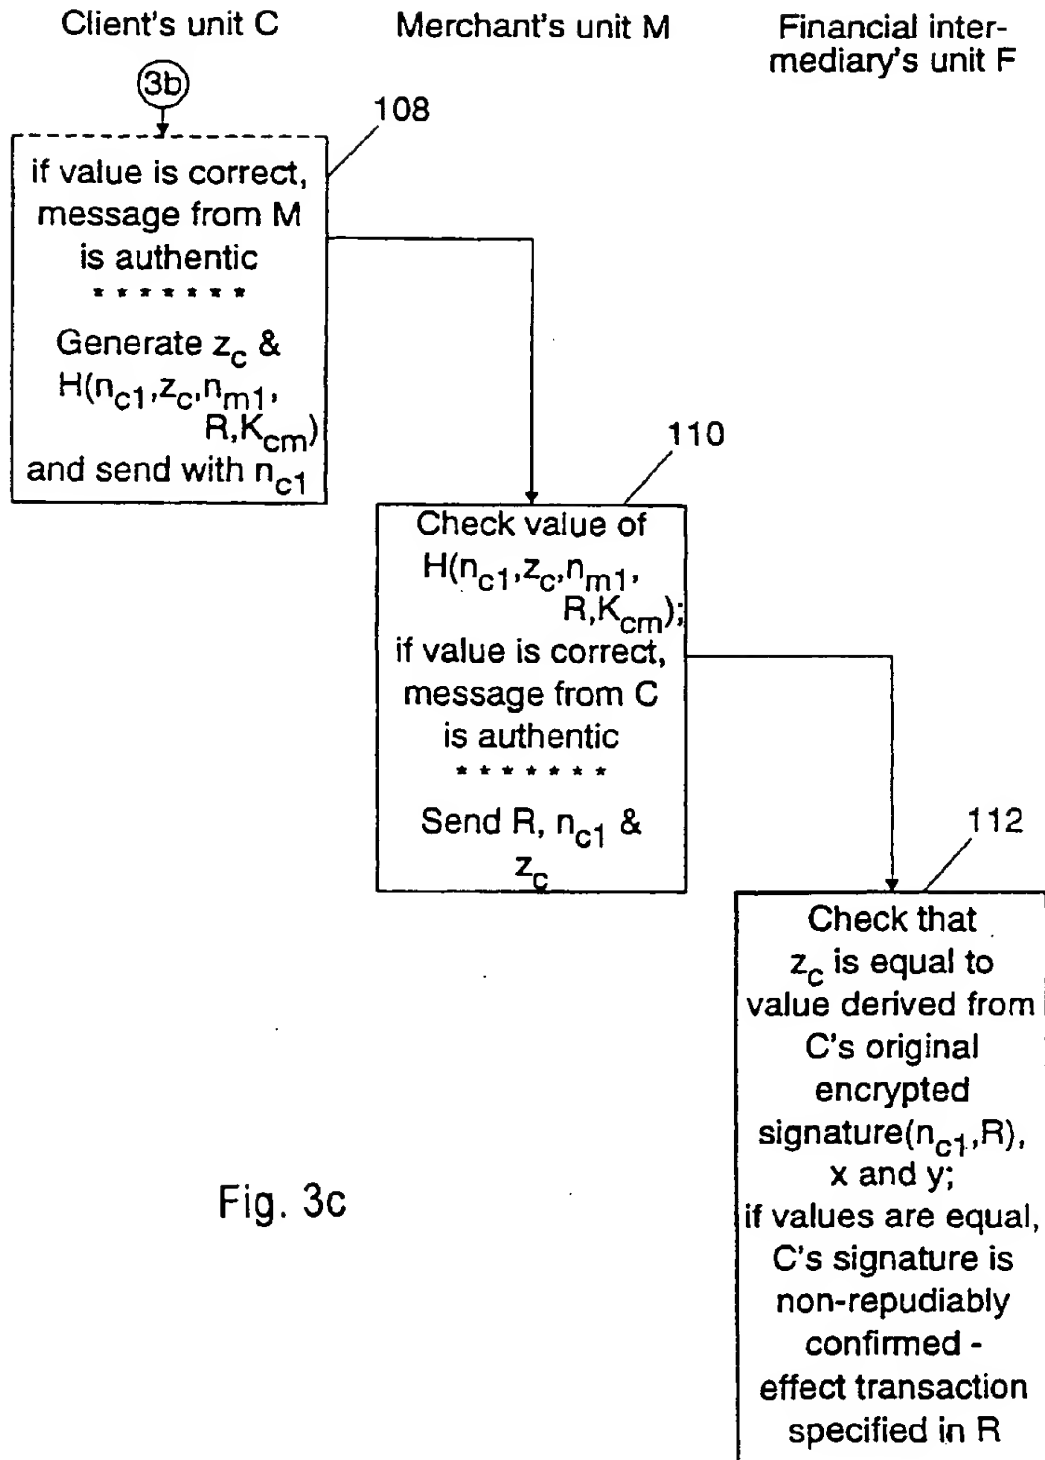 Client's unit C
Merchant's unit M
Financial inter-
mediary's unit F
3b
108
if value is correct,
message from M
is authentic
* * * * * * *
Generate z_c &
H(n_c1,z_c,n_m1,
R,K_cm)
and send with n_c1
110
Check value of
H(n_c1,z_c,n_m1,
R,K_cm);
if value is correct,
message from C
is authentic
* * * * * * *
Send R, n_c1 &
z_c
112
Check that
z_c is equal to
value derived from
C's original
encrypted
signature(n_c1,R),
x and y;
if values are equal,
C's signature is
non-repudiably
confirmed -
effect transaction
specified in R
Fig. 3c